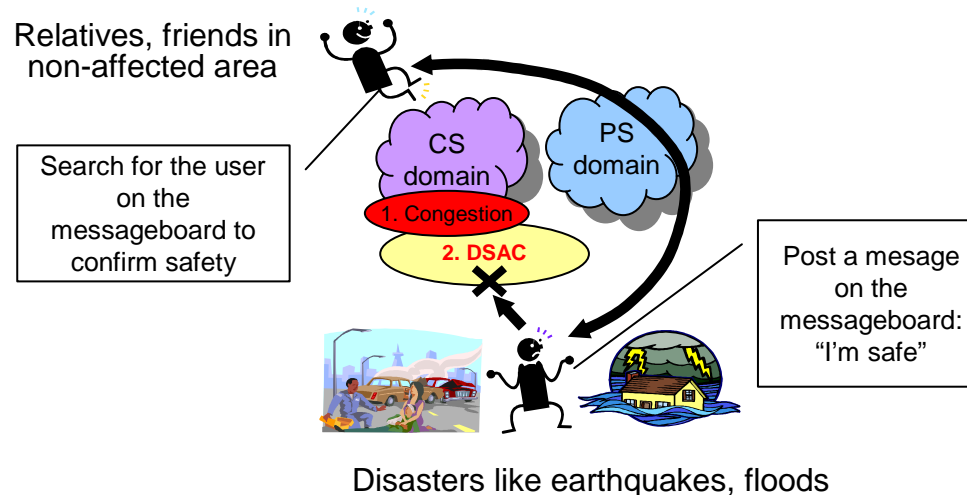 Relatives, friends in
non-affected area
Search for the user
on the
messageboard to
confirm safety
CS
domain
PS
domain
1. Congestion
2. DSAC
Post a mesage
on the
messageboard:
“I’m safe”
Disasters like earthquakes, floods